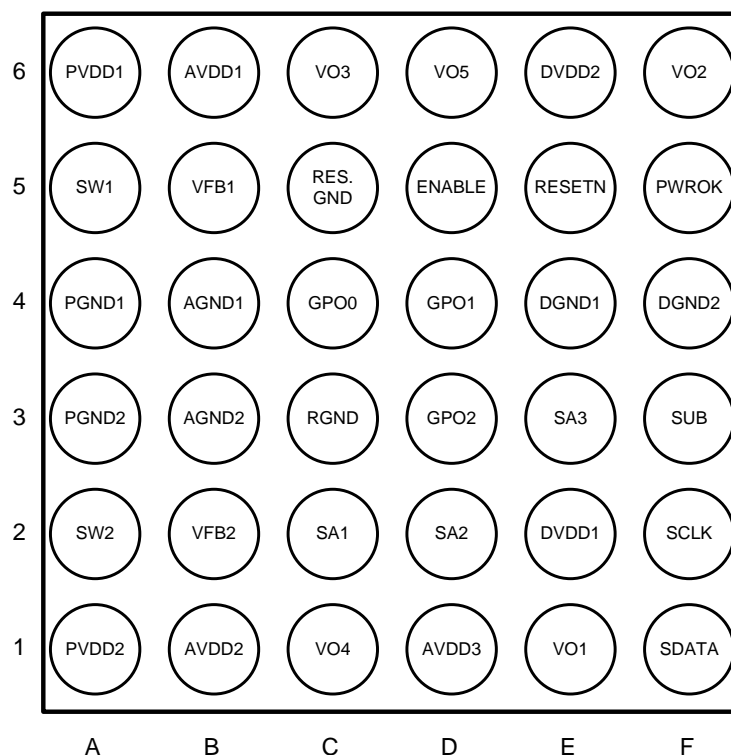 6 PVDD1 AVDD1 VO3 VO5 DVDD2 VO2
5 SW1 VFB1 RES. GND ENABLE RESETN PWROK
4 PGND1 AGND1 GPO0 GPO1 DGND1 DGND2
3 PGND2 AGND2 RGND GPO2 SA3 SUB
2 SW2 VFB2 SA1 SA2 DVDD1 SCLK
1 PVDD2 AVDD2 VO4 AVDD3 VO1 SDATA
A B C D E F